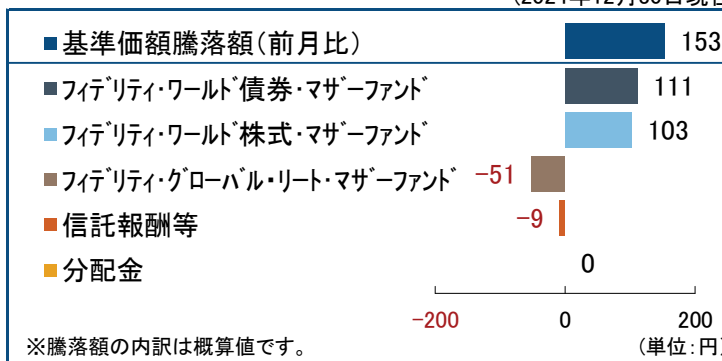 基準価額騰落額(前月比) 153
フィデリティ・ワールド債券・マザーファンド 111
フィデリティ・ワールド株式・マザーファンド 103
フィデリティ・グローバル・リート・マザーファンド -51
信託報酬等 -9
分配金 0
-200 0 200
※騰落額の内訳は概算値です。 (単位:円)